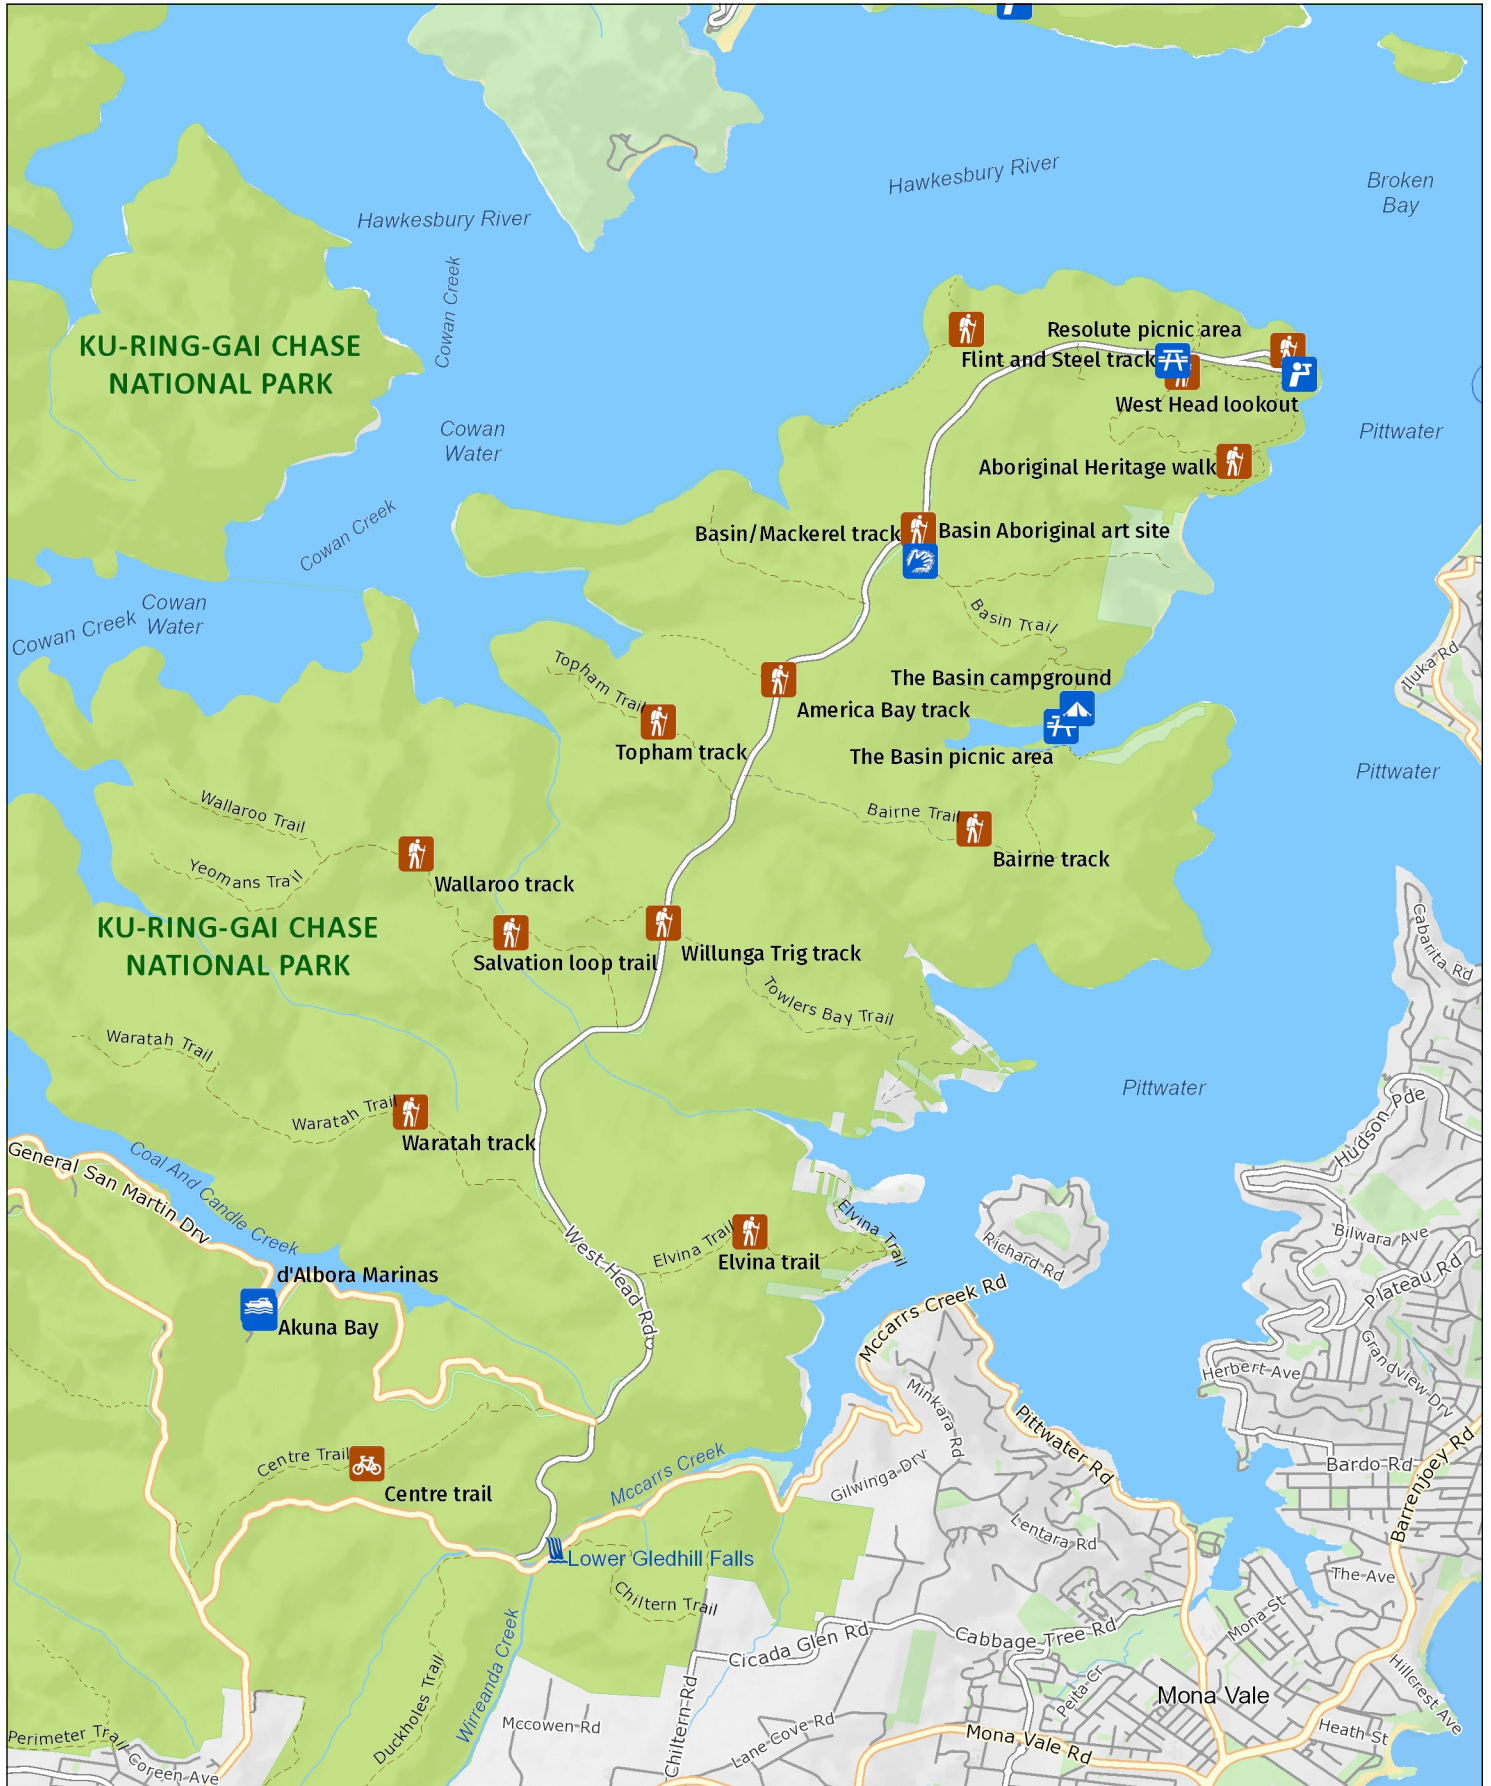 Hawkesbury River
Broken
Bay
Hawkesbury River
Cowan Creek
KU-RING-GAI CHASE
NATIONAL PARK
Resolute picnic area
Flint and Steel track
West Head lookout
Cowan
Water
Pittwater
Aboriginal Heritage walk
Cowan Creek
Basin/Mackerel track
Basin Aboriginal art site
Cowan
Water
Cowan Creek
Basin Trail
Iluka Rd
Topham Trail
The Basin campground
America Bay track
Topham track
The Basin picnic area
Pittwater
Wallaroo Trail
Bairne Trail
Bairne track
Yeomans Trail
Wallaroo track
KU-RING-GAI CHASE
NATIONAL PARK
Salvation loop trail
Willunga Trig track
Cabarita Rd
Towlers Bay Trail
Waratah Trail
Pittwater
Waratah Trail
Waratah track
Hudson Pde
General San Martin Drv
Coal And Candle Creek
West Head Rd
Elvina Trail
Elvina trail
Elvina Trail
Richard Rd
Bilwara Ave
Plateau Rd
d'Albora Marinas
Akuna Bay
Mccarrs Creek Rd
Grandview Drv
Herbert Ave
Minkara Rd
Pittwater Rd
Centre Trail
Centre trail
Mccarrs Creek
Gilwinga Drv
Bardo Rd
Barrenjoey Rd
Lentara Rd
Lower Gledhill Falls
The Ave
Chiltern Trail
Mona St
Cicada Glen Rd
Cabbage Tree Rd
Wirreanda Creek
Duckholes Trail
Peita Cr
Hillcrest Ave
Mona Vale
Chiltern Rd
Mccowen Rd
Lane Cove Rd
Mona Vale Rd
Heath St
Perimeter Trail
Coreen Ave